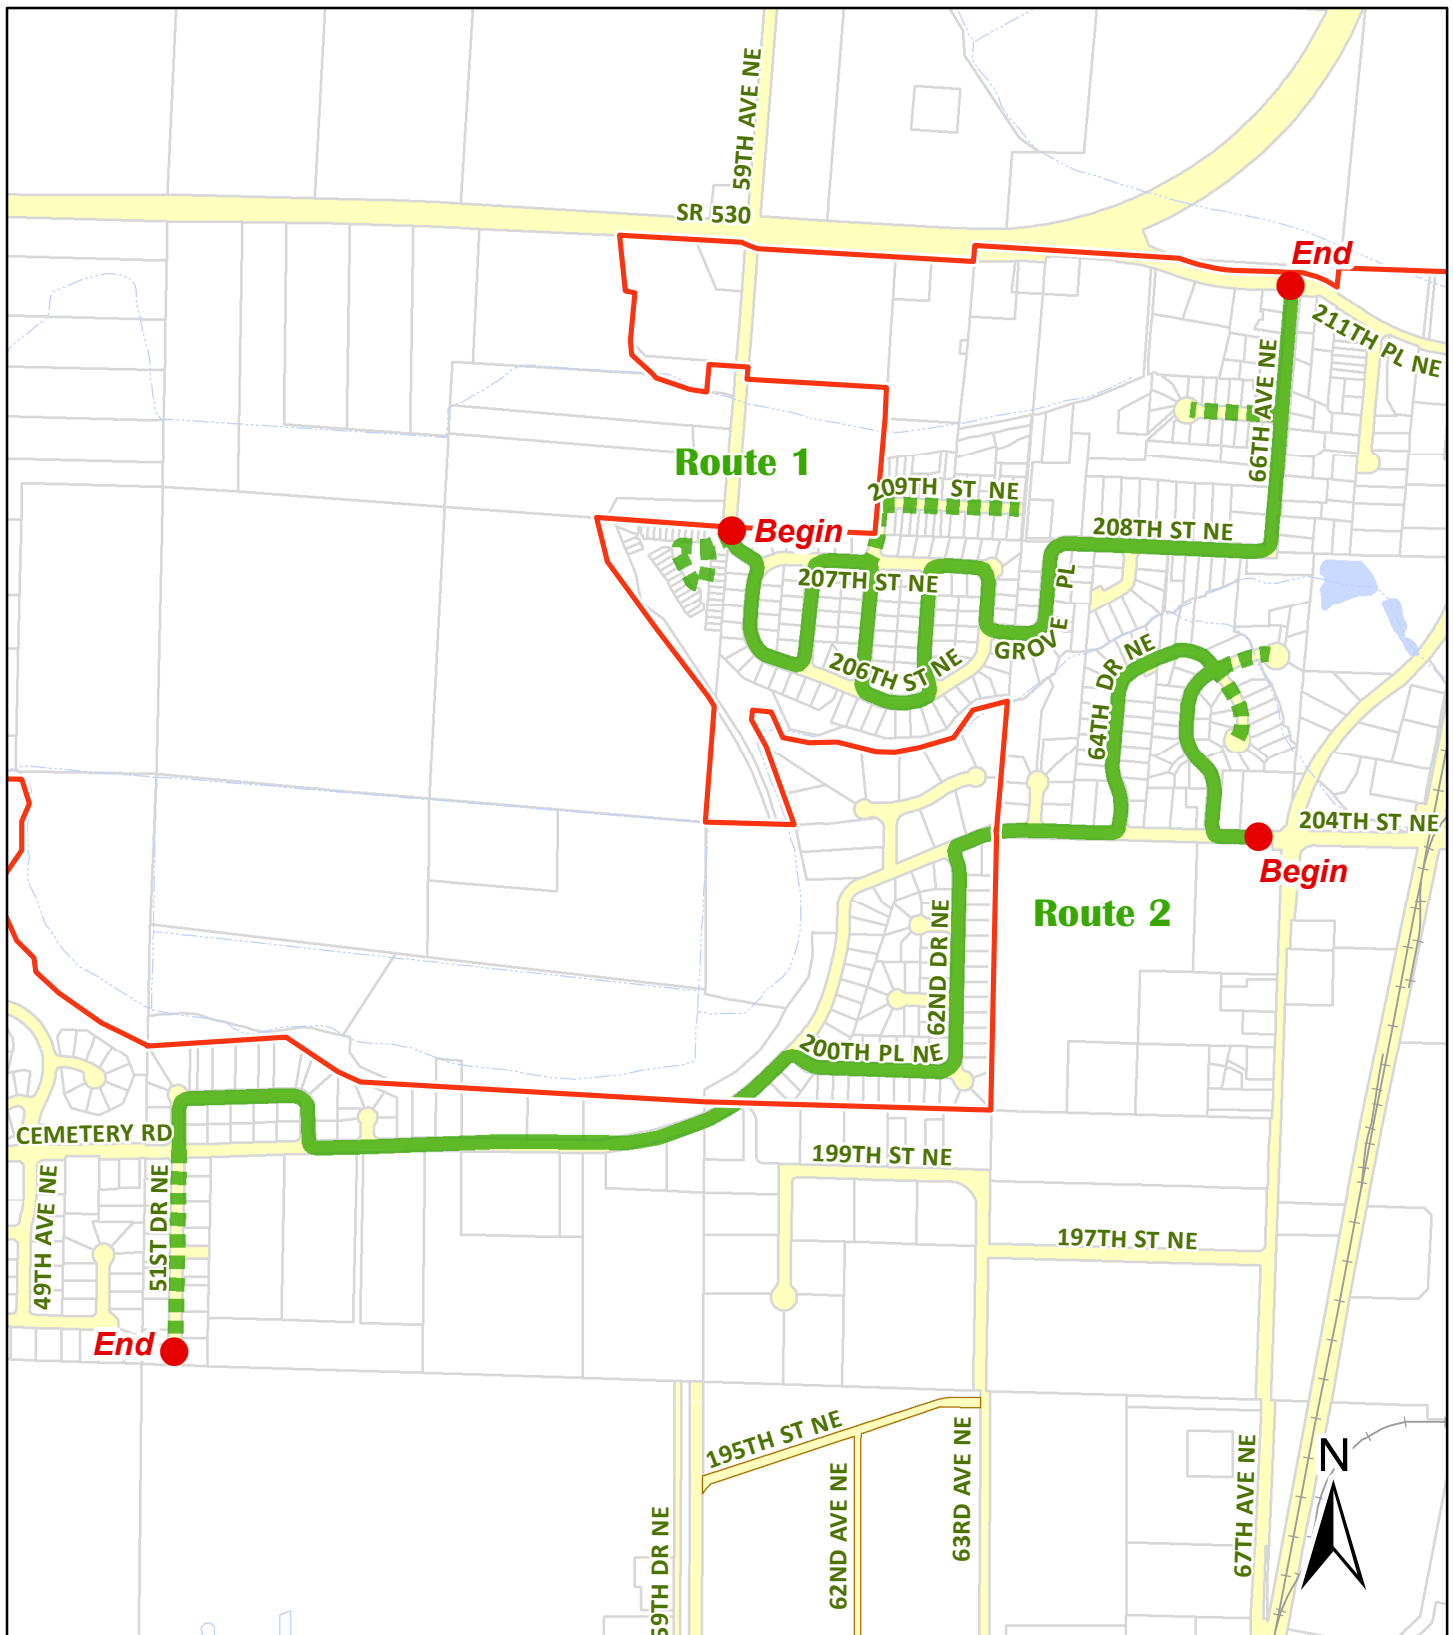 59TH AVE NE
SR 530
End
211TH PL NE
66TH AVE NE
Route 1
209TH ST NE
Begin
208TH ST NE
207TH ST NE
GROVE PL
206TH ST NE
64TH DR NE
204TH ST NE
Begin
Route 2
62ND DR NE
200TH PL NE
CEMETERY RD
199TH ST NE
49TH AVE NE
51ST DR NE
197TH ST NE
End
195TH ST NE
63RD AVE NE
67TH AVE NE
N
62ND AVE NE
59TH DR NE